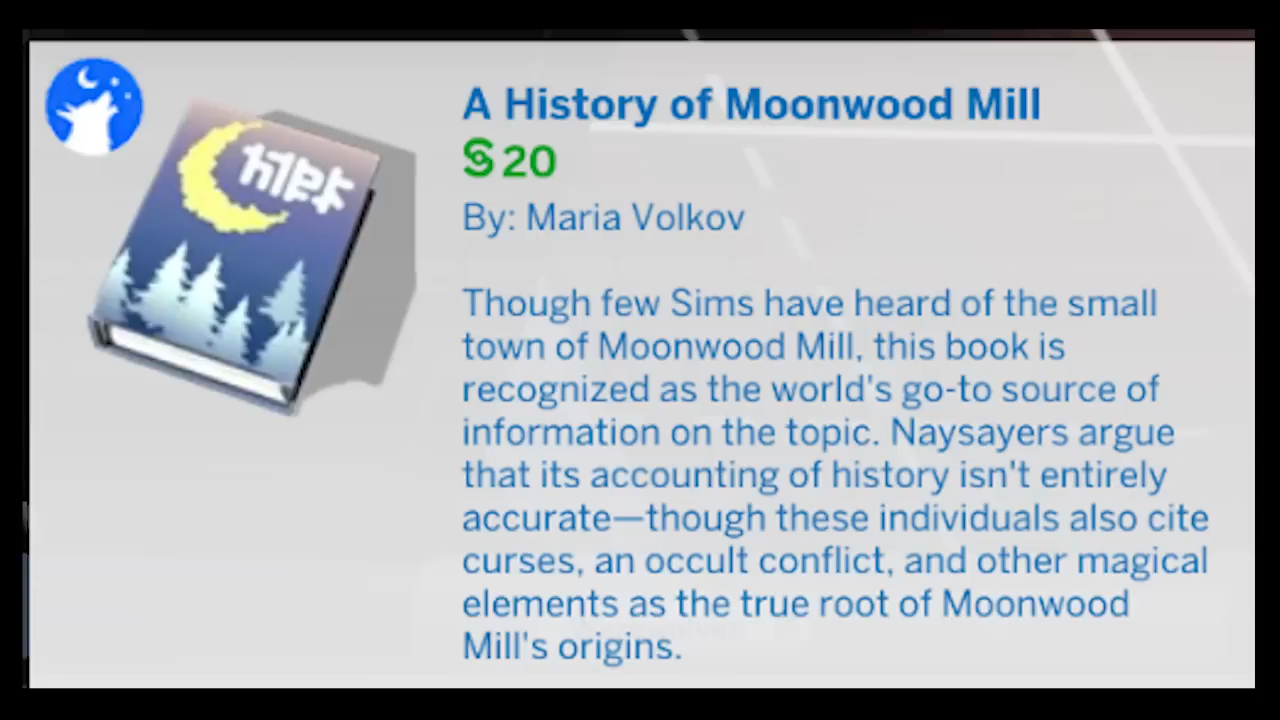 A History of Moonwood Mill
§20
By: Maria Volkov
Though few Sims have heard of the small
town of Moonwood Mill, this book is
recognized as the world's go-to source of
information on the topic. Naysayers argue
that its accounting of history isn't entirely
accurate—though these individuals also cite
curses, an occult conflict, and other magical
elements as the true root of Moonwood
Mill's origins.